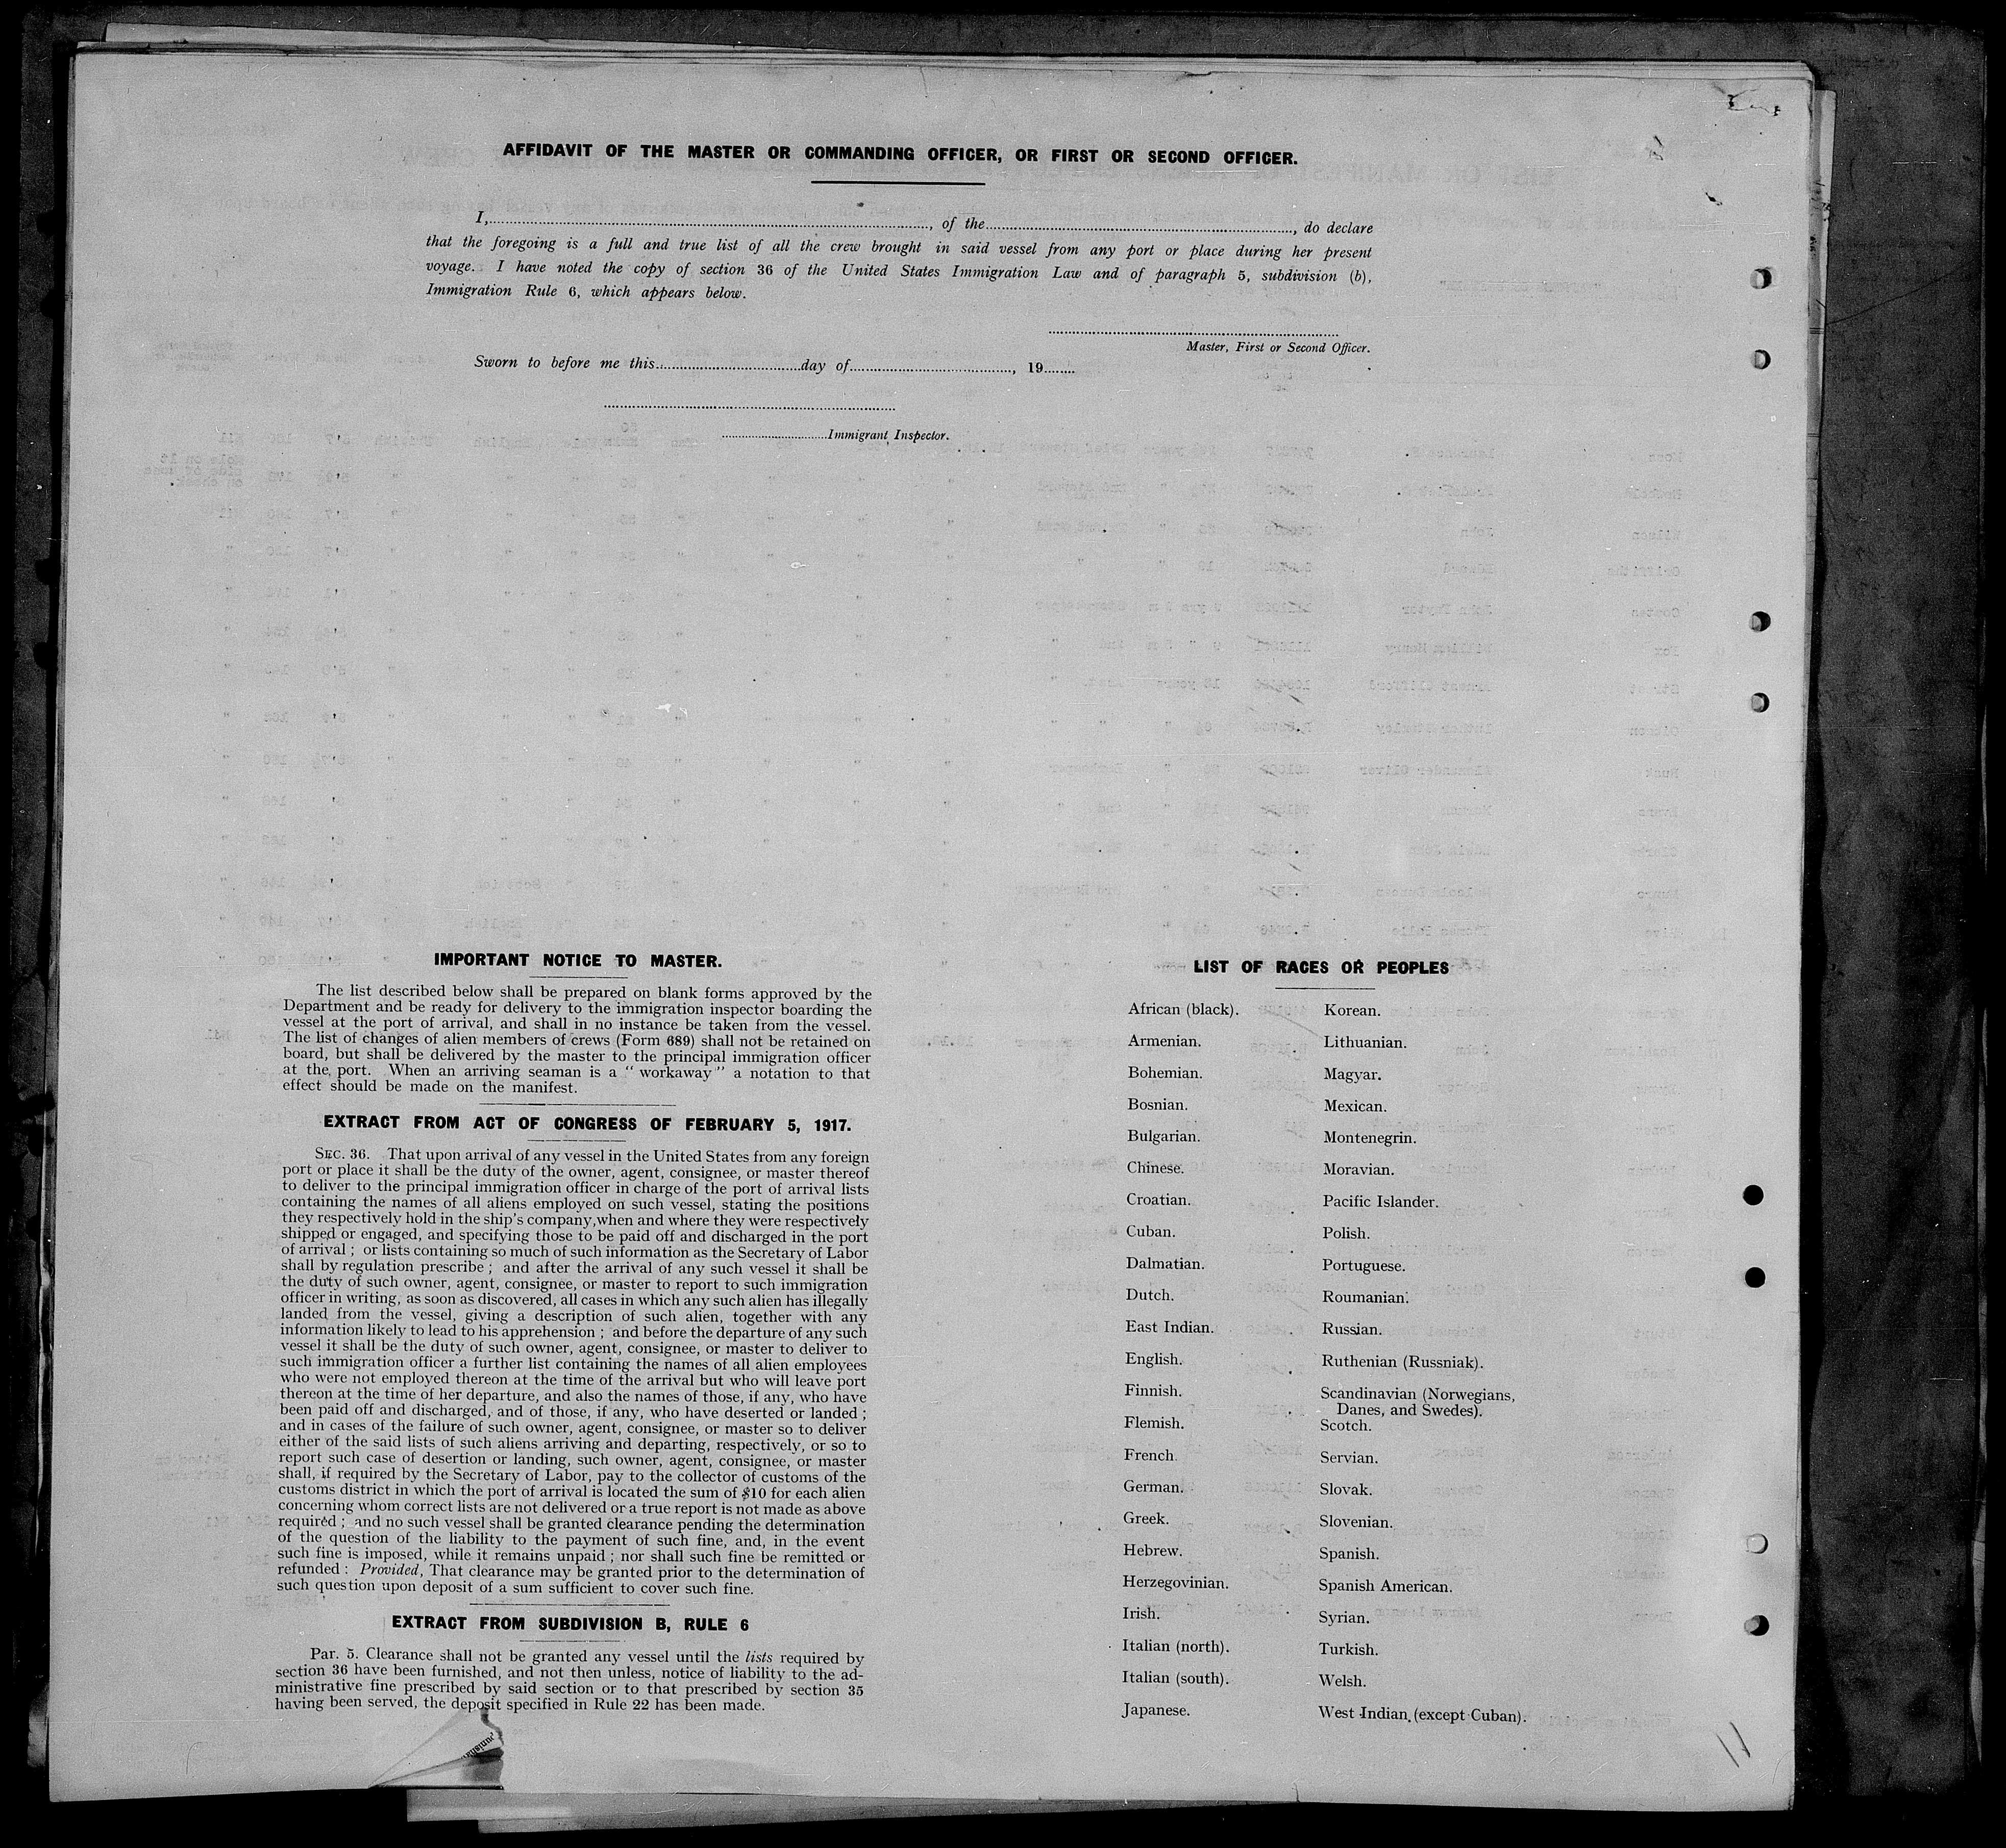 AFFIDAVIT OF THE MASTER OR COMMANDING OFFICER, OR FIRST OR SECOND OFFICER.
I, ........, of the ........, do declare
that the foregoing is a full and true list of all the crew brought in said vessel from any port or place during her present
voyage. I have noted the copy of section 36 of the United States Immigration Law and of paragraph 5, subdivision (b),
Immigration Rule 6, which appears below.
Master, First or Second Officer.
Sworn to before me this ........ day of ........, 19........
........ Immigrant Inspector.
IMPORTANT NOTICE TO MASTER.
The list described below shall be prepared on blank forms approved by the
Department and be ready for delivery to the immigration inspector boarding the
vessel at the port of arrival, and shall in no instance be taken from the vessel.
The list of changes of alien members of crews (Form 689) shall not be retained on
board, but shall be delivered by the master to the principal immigration officer
at the port. When an arriving seaman is a “ workaway ” a notation to that
effect should be made on the manifest.
EXTRACT FROM ACT OF CONGRESS OF FEBRUARY 5, 1917.
SEC. 36. That upon arrival of any vessel in the United States from any foreign
port or place it shall be the duty of the owner, agent, consignee, or master thereof
to deliver to the principal immigration officer in charge of the port of arrival lists
containing the names of all aliens employed on such vessel, stating the positions
they respectively hold in the ship's company, when and where they were respectively
shipped or engaged, and specifying those to be paid off and discharged in the port
of arrival ; or lists containing so much of such information as the Secretary of Labor
shall by regulation prescribe ; and after the arrival of any such vessel it shall be
the duty of such owner, agent, consignee, or master to report to such immigration
officer in writing, as soon as discovered, all cases in which any such alien has illegally
landed from the vessel, giving a description of such alien, together with any
information likely to lead to his apprehension ; and before the departure of any such
vessel it shall be the duty of such owner, agent, consignee, or master to deliver to
such immigration officer a further list containing the names of all alien employees
who were not employed thereon at the time of the arrival but who will leave port
thereon at the time of her departure, and also the names of those, if any, who have
been paid off and discharged, and of those, if any, who have deserted or landed ;
and in cases of the failure of such owner, agent, consignee, or master so to deliver
either of the said lists of such aliens arriving and departing, respectively, or so to
report such case of desertion or landing, such owner, agent, consignee, or master
shall, if required by the Secretary of Labor, pay to the collector of customs of the
customs district in which the port of arrival is located the sum of $10 for each alien
concerning whom correct lists are not delivered or a true report is not made as above
required ; and no such vessel shall be granted clearance pending the determination
of the question of the liability to the payment of such fine, and, in the event
such fine is imposed, while it remains unpaid ; nor shall such fine be remitted or
refunded : Provided, That clearance may be granted prior to the determination of
such question upon deposit of a sum sufficient to cover such fine.
EXTRACT FROM SUBDIVISION B, RULE 6
Par. 5. Clearance shall not be granted any vessel until the lists required by
section 36 have been furnished, and not then unless, notice of liability to the ad-
ministrative fine prescribed by said section or to that prescribed by section 35
having been served, the deposit specified in Rule 22 has been made.
LIST OF RACES OR PEOPLES
African (black).
Armenian.
Bohemian.
Bosnian.
Bulgarian.
Chinese.
Croatian.
Cuban.
Dalmatian.
Dutch.
East Indian.
English.
Finnish.
Flemish.
French.
German.
Greek.
Hebrew.
Herzegovinian.
Irish.
Italian (north).
Italian (south).
Japanese.
Korean.
Lithuanian.
Magyar.
Mexican.
Montenegrin.
Moravian.
Pacific Islander.
Polish.
Portuguese.
Roumanian.
Russian.
Ruthenian (Russniak).
Scandinavian (Norwegians,
Danes, and Swedes).
Scotch.
Servian.
Slovak.
Slovenian.
Spanish.
Spanish American.
Syrian.
Turkish.
Welsh.
West Indian (except Cuban).
11